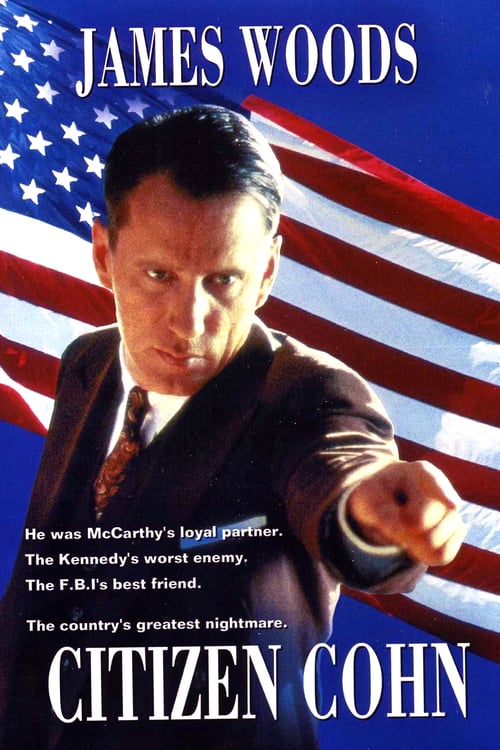 JAMES WOODS
He was McCarthy's loyal partner.
The Kennedy's worst enemy.
The F.B.I's best friend.
The country's greatest nightmare.
CITIZEN COHN